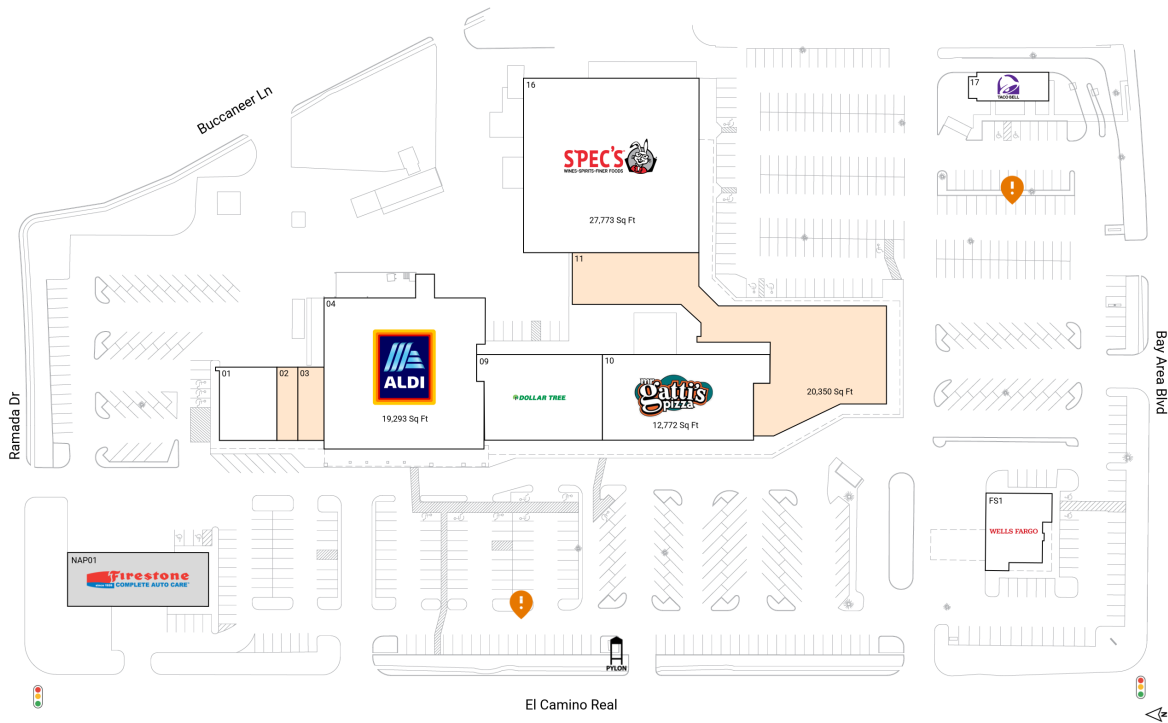 Buccaneer Ln
16
SPEC'S
WINES•SPIRITS•FINER FOODS
27,773 Sq Ft
17
TACO BELL
!
11
20,350 Sq Ft
04
ALDI
19,293 Sq Ft
01
02
03
09
DOLLAR TREE
10
mr
gatti's
pizza
12,772 Sq Ft
Ramada Dr
Bay Area Blvd
FS1
WELLS FARGO
NAP01
Firestone
COMPLETE AUTO CARE
!
PYLON
El Camino Real
N